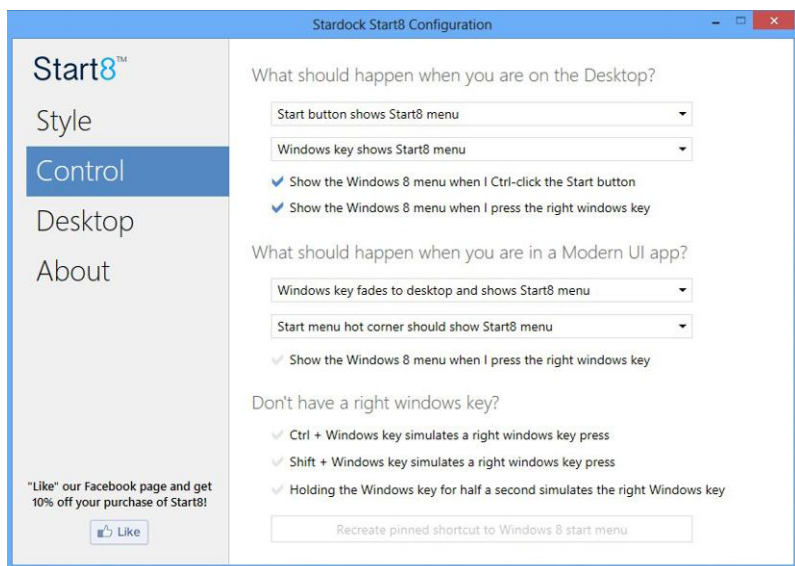 Stardock Start8 Configuration
Start8™
Style
Control
Desktop
About
"Like" our Facebook page and get
10% off your purchase of Start8!
Like
What should happen when you are on the Desktop?
Start button shows Start8 menu
Windows key shows Start8 menu
Show the Windows 8 menu when I Ctrl-click the Start button
Show the Windows 8 menu when I press the right windows key
What should happen when you are in a Modern UI app?
Windows key fades to desktop and shows Start8 menu
Start menu hot corner should show Start8 menu
Show the Windows 8 menu when I press the right windows key
Don't have a right windows key?
Ctrl + Windows key simulates a right windows key press
Shift + Windows key simulates a right windows key press
Holding the Windows key for half a second simulates the right Windows key
Recreate pinned shortcut to Windows 8 start menu